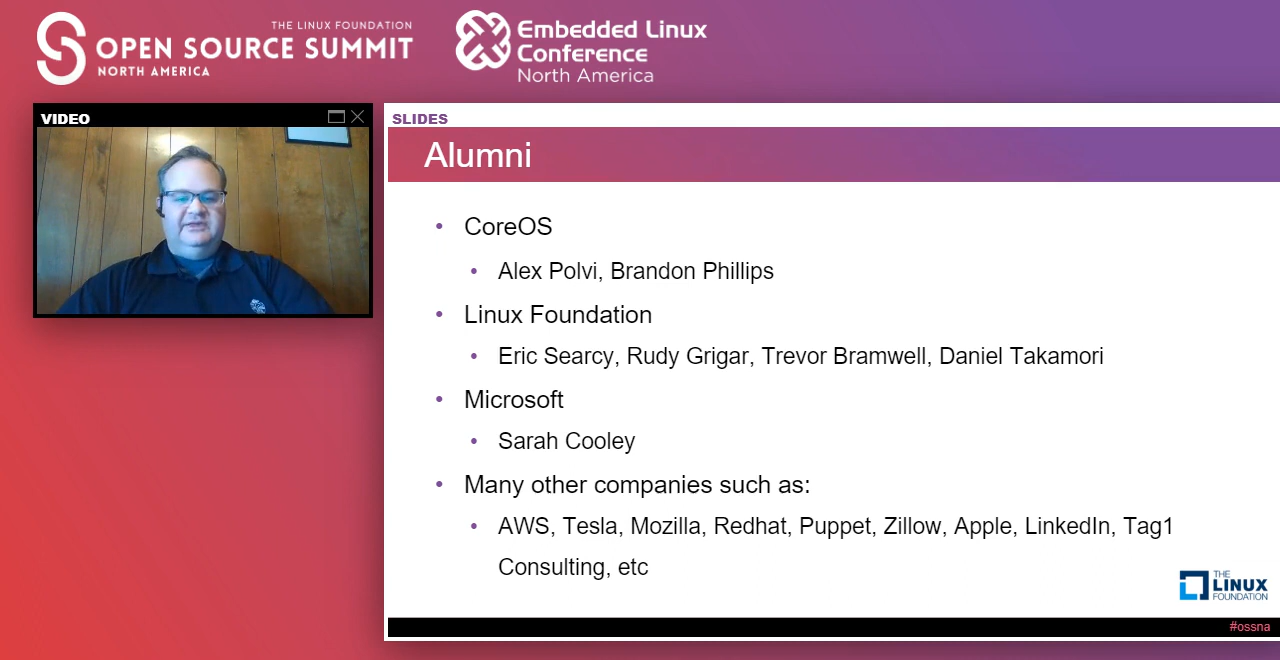 THE LINUX FOUNDATION
OPEN SOURCE SUMMIT
NORTH AMERICA
Embedded Linux
Conference
North America
VIDEO
SLIDES
Alumni
• CoreOS
• Alex Polvi, Brandon Phillips
• Linux Foundation
• Eric Searcy, Rudy Grigar, Trevor Bramwell, Daniel Takamori
• Microsoft
• Sarah Cooley
• Many other companies such as:
• AWS, Tesla, Mozilla, Redhat, Puppet, Zillow, Apple, LinkedIn, Tag1
Consulting, etc
THE
LINUX
FOUNDATION
#ossna